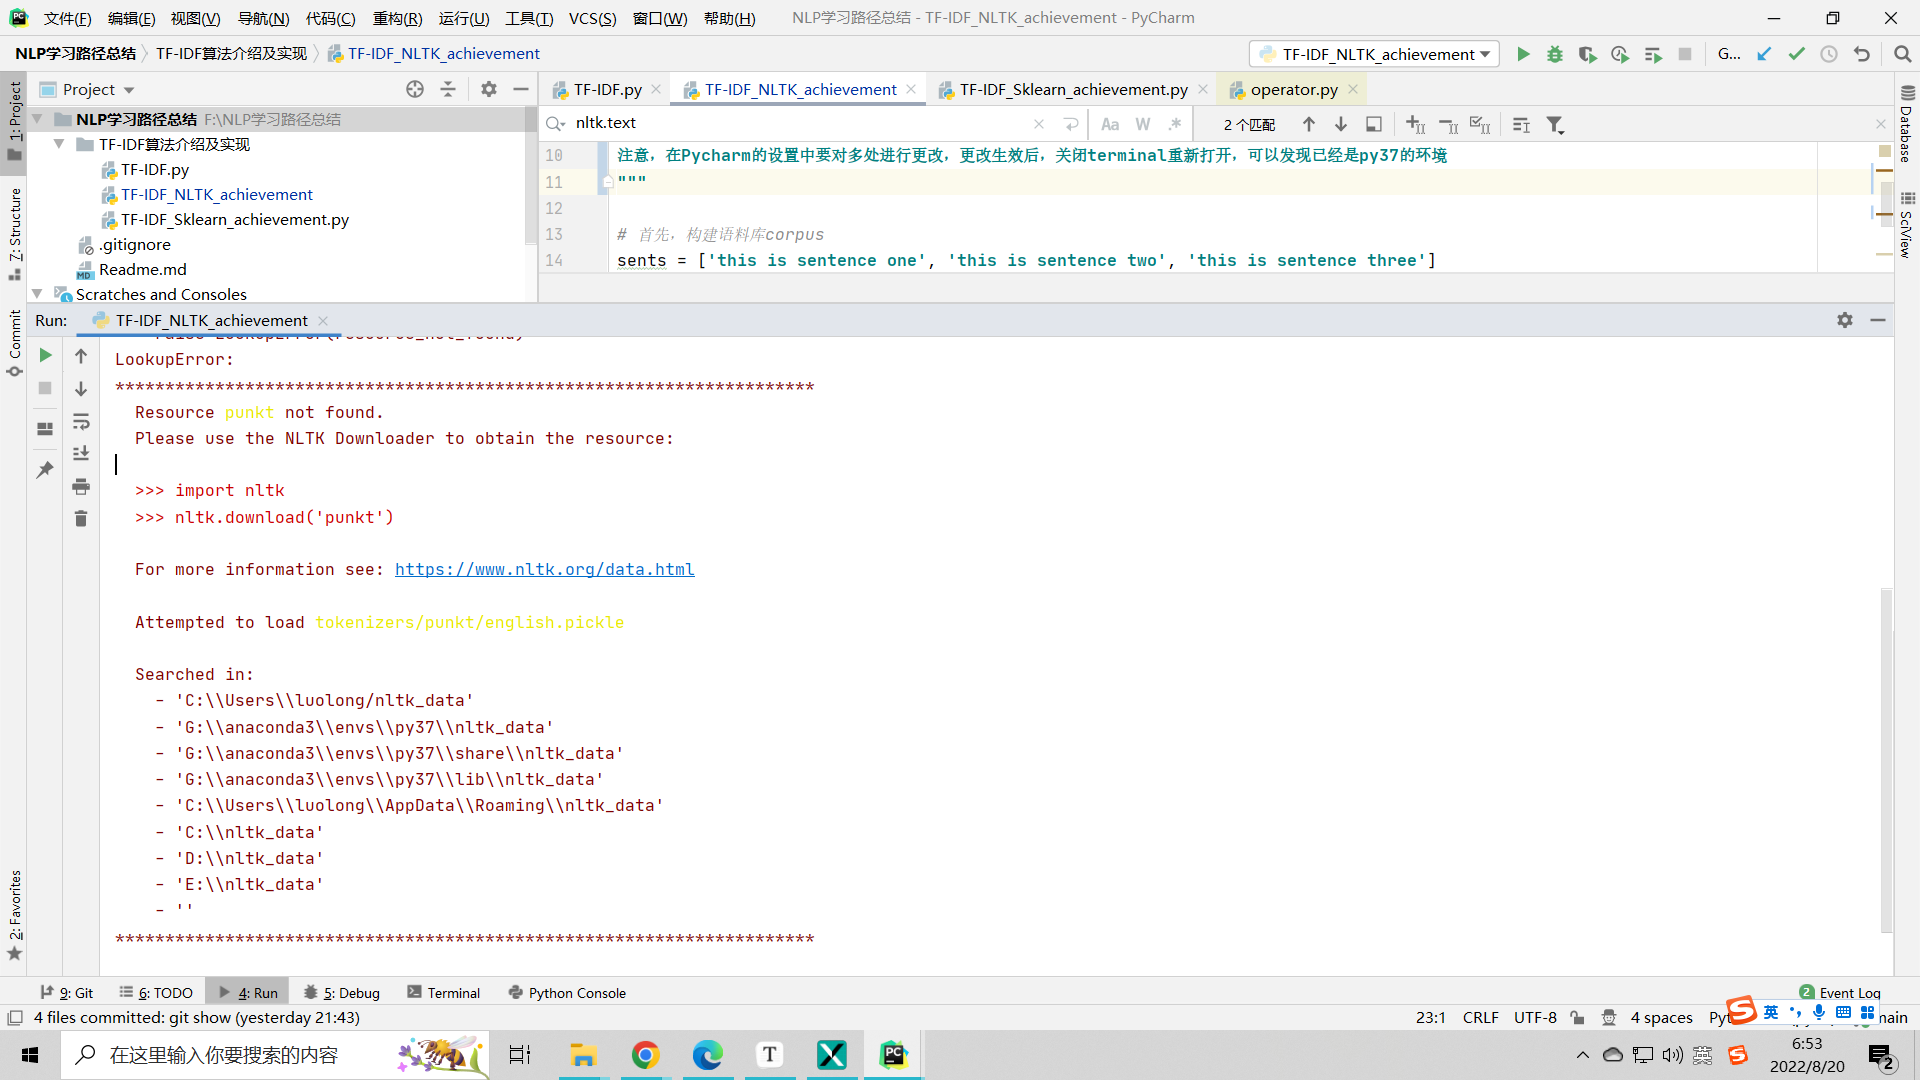 文件(F) 编辑(E) 视图(V) 导航(N) 代码(C) 重构(R) 运行(U) 工具(T) VCS(S) 窗口(W) 帮助(H) NLP学习路径总结 - TF-IDF_NLTK_achievement - PyCharm
NLP学习路径总结 TF-IDF算法介绍及实现 TF-IDF_NLTK_achievement TF-IDF_NLTK_achievement G...
Project
TF-IDF.py TF-IDF_NLTK_achievement TF-IDF_Sklearn_achievement.py operator.py
NLP学习路径总结 F:\NLP学习路径总结
TF-IDF算法介绍及实现
TF-IDF.py
TF-IDF_NLTK_achievement
TF-IDF_Sklearn_achievement.py
.gitignore
Readme.md
Scratches and Consoles
nltk.text Aa W .* 2 个匹配
10 注意，在Pycharm的设置中要对多处进行更改，更改生效后，关闭terminal重新打开，可以发现已经是py37的环境
11 """
12
13 # 首先，构建语料库corpus
14 sents = ['this is sentence one', 'this is sentence two', 'this is sentence three']
1: Project
7: Structure
Commit
2: Favorites
Database
SciView
Run: TF-IDF_NLTK_achievement
LookupError:
**********************************************************************
Resource punkt not found.
Please use the NLTK Downloader to obtain the resource:
>>> import nltk
>>> nltk.download('punkt')
For more information see: https://www.nltk.org/data.html
Attempted to load tokenizers/punkt/english.pickle
Searched in:
- 'C:\\Users\\luolong/nltk_data'
- 'G:\\anaconda3\\envs\\py37\\nltk_data'
- 'G:\\anaconda3\\envs\\py37\\share\\nltk_data'
- 'G:\\anaconda3\\envs\\py37\\lib\\nltk_data'
- 'C:\\Users\\luolong\\AppData\\Roaming\\nltk_data'
- 'C:\\nltk_data'
- 'D:\\nltk_data'
- 'E:\\nltk_data'
- ''
**********************************************************************
9: Git 6: TODO 4: Run 5: Debug Terminal Python Console 2 Event Log
4 files committed: git show (yesterday 21:43) 23:1 CRLF UTF-8 4 spaces 英 main
在这里输入你要搜索的内容
英 6:53
2022/8/20 2